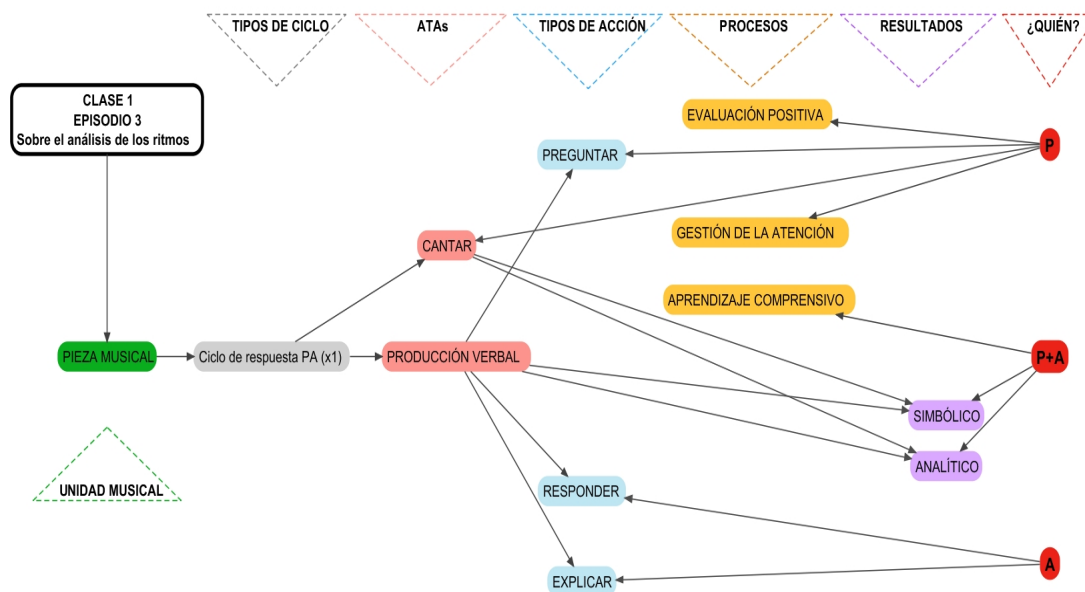 TIPOS DE CICLO
ATAs
TIPOS DE ACCIÓN
PROCESOS
RESULTADOS
¿QUIÉN?
CLASE 1
EPISODIO 3
Sobre el análisis de los ritmos
EVALUACIÓN POSITIVA
PREGUNTAR
P
GESTIÓN DE LA ATENCIÓN
CANTAR
APRENDIZAJE COMPRENSIVO
PIEZA MUSICAL
Ciclo de respuesta PA (x1)
PRODUCCIÓN VERBAL
P+A
SIMBÓLICO
ANALÍTICO
UNIDAD MUSICAL
RESPONDER
EXPLICAR
A